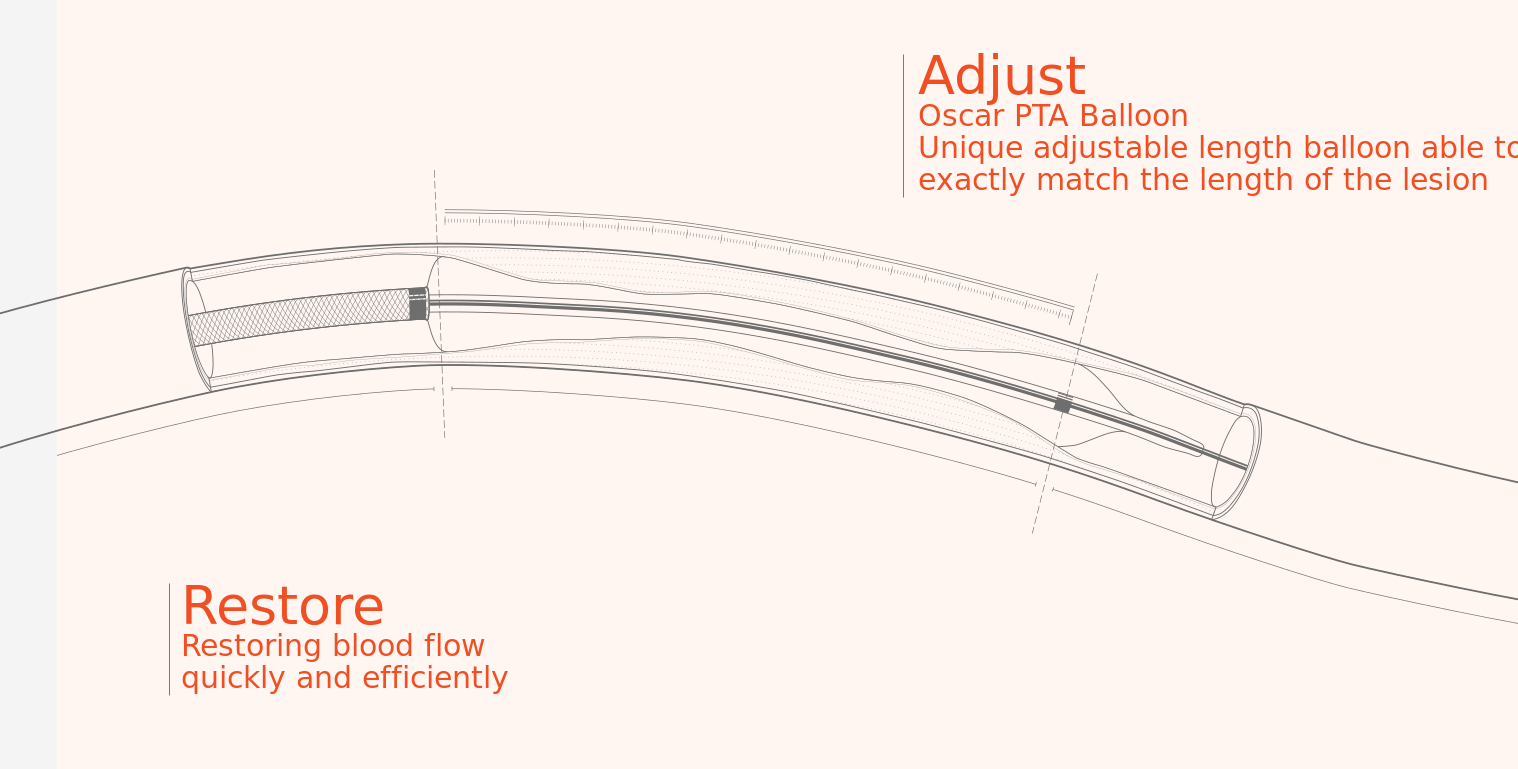 Adjust
Oscar PTA Balloon
Unique adjustable length balloon able to
exactly match the length of the lesion
Restore
Restoring blood flow
quickly and efficiently